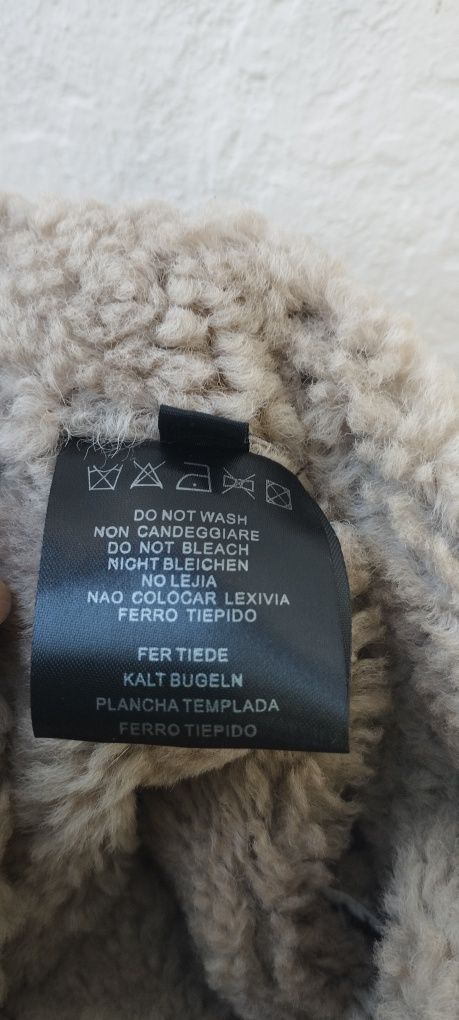 DO NOT WASH
NON CANDEGGIARE
DO NOT BLEACH
NICHT BLEICHEN
NO LEJIA
NAO COLOCAR LEXIVIA
FERRO TIEPIDO
FER TIEDE
KALT BUGELN
PLANCHA TEMPLADA
FERRO TIEPIDO